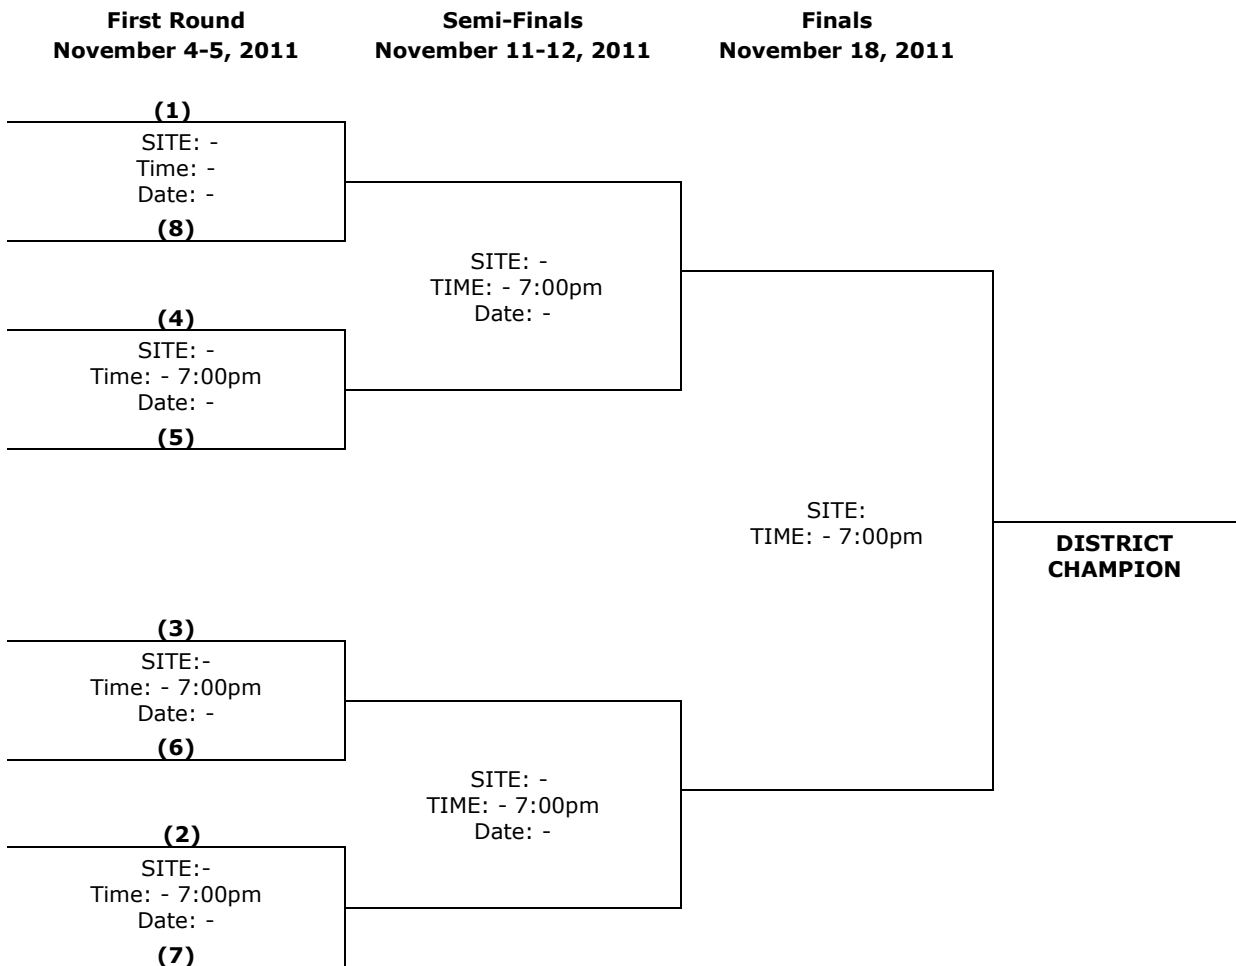 First Round
November 4-5, 2011
Semi-Finals
November 11-12, 2011
Finals
November 18, 2011
(1)
SITE: -
Time: -
Date: -
(8)
SITE: -
TIME: - 7:00pm
Date: -
(4)
SITE: -
Time: - 7:00pm
Date: -
(5)
SITE:
TIME: - 7:00pm
DISTRICT
CHAMPION
(3)
SITE:-
Time: - 7:00pm
Date: -
(6)
SITE: -
TIME: - 7:00pm
Date: -
(2)
SITE:-
Time: - 7:00pm
Date: -
(7)